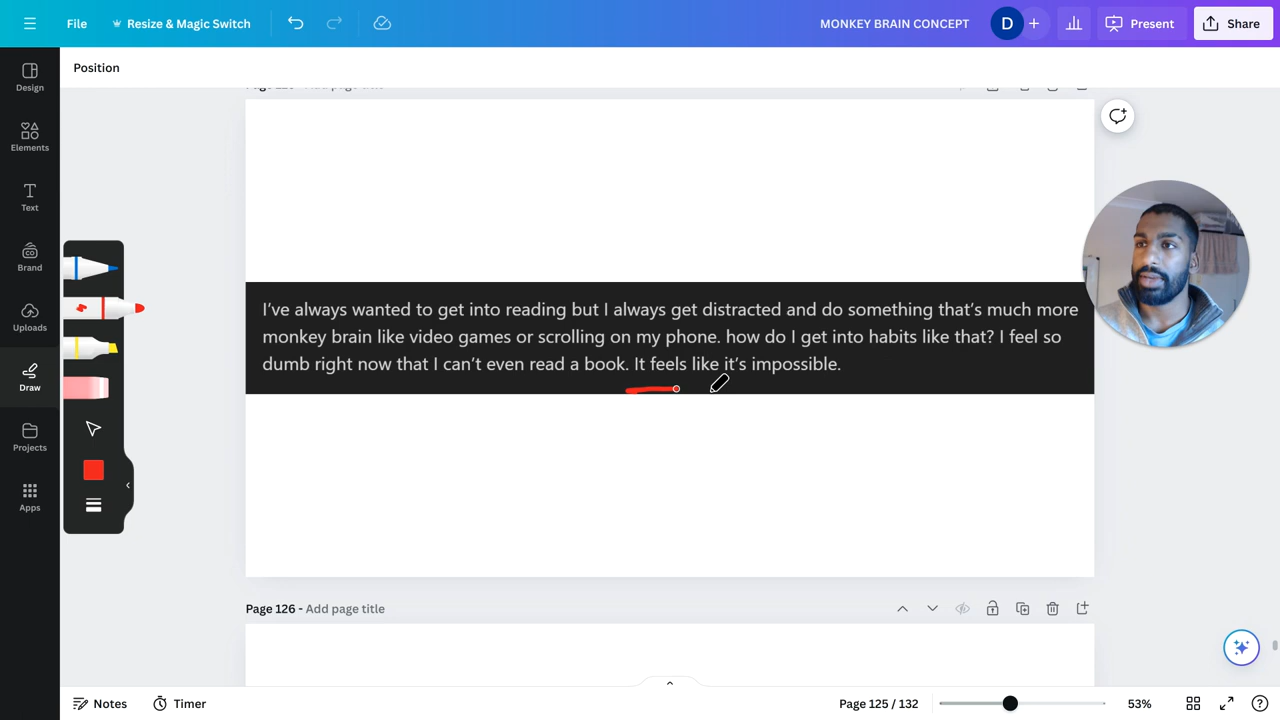 File
Resize & Magic Switch
MONKEY BRAIN CONCEPT
D
Present
Share
Position
Design
Elements
Text
Brand
Uploads
Draw
Projects
Apps
I've always wanted to get into reading but I always get distracted and do something that's much more
monkey brain like video games or scrolling on my phone. how do I get into habits like that? I feel so
dumb right now that I can't even read a book. It feels like it's impossible.
Page 126 - Add page title
Notes
Timer
Page 125 / 132
53%